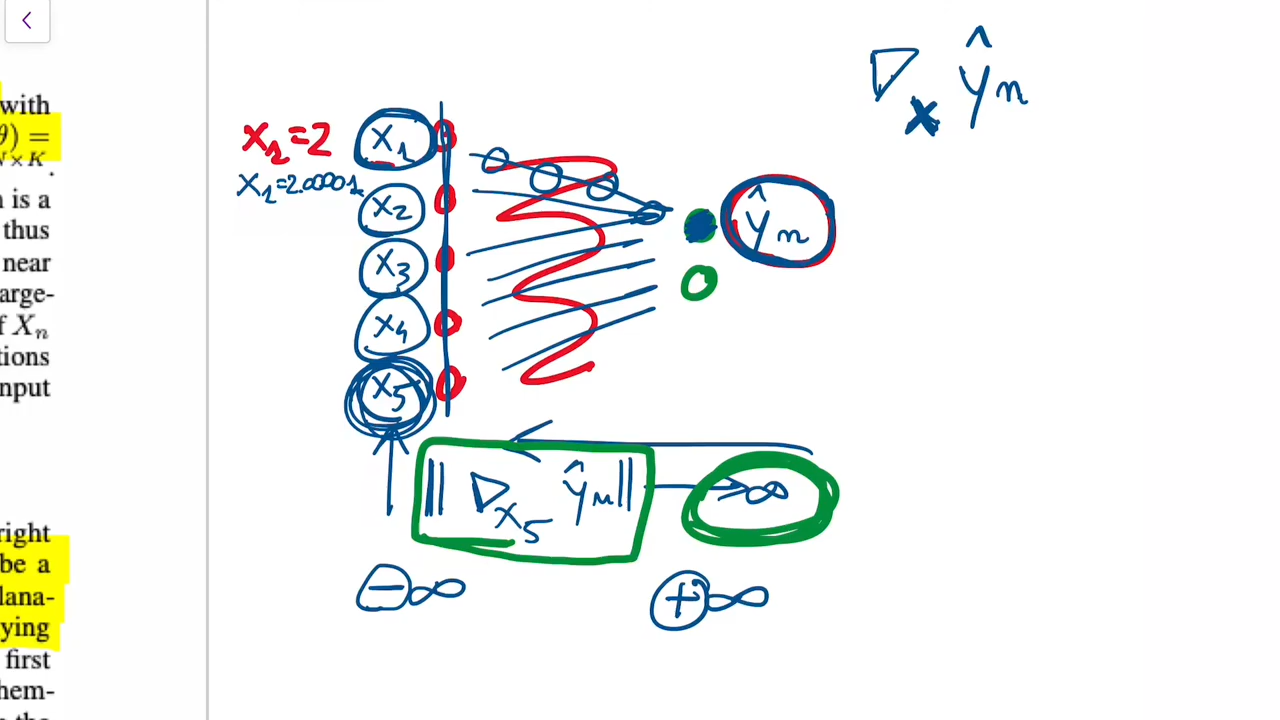 with
θ) =
N × K .
n is a
thus
near
arge-
f Xn
tions
nput
right
be a
lana-
ying
first
hem-
∇x ŷn
x1=2
x1=2.00001
x1
x2
x3
x4
x5
ŷn
|| ∇x5 ŷn|| → ∞
-∞
+∞